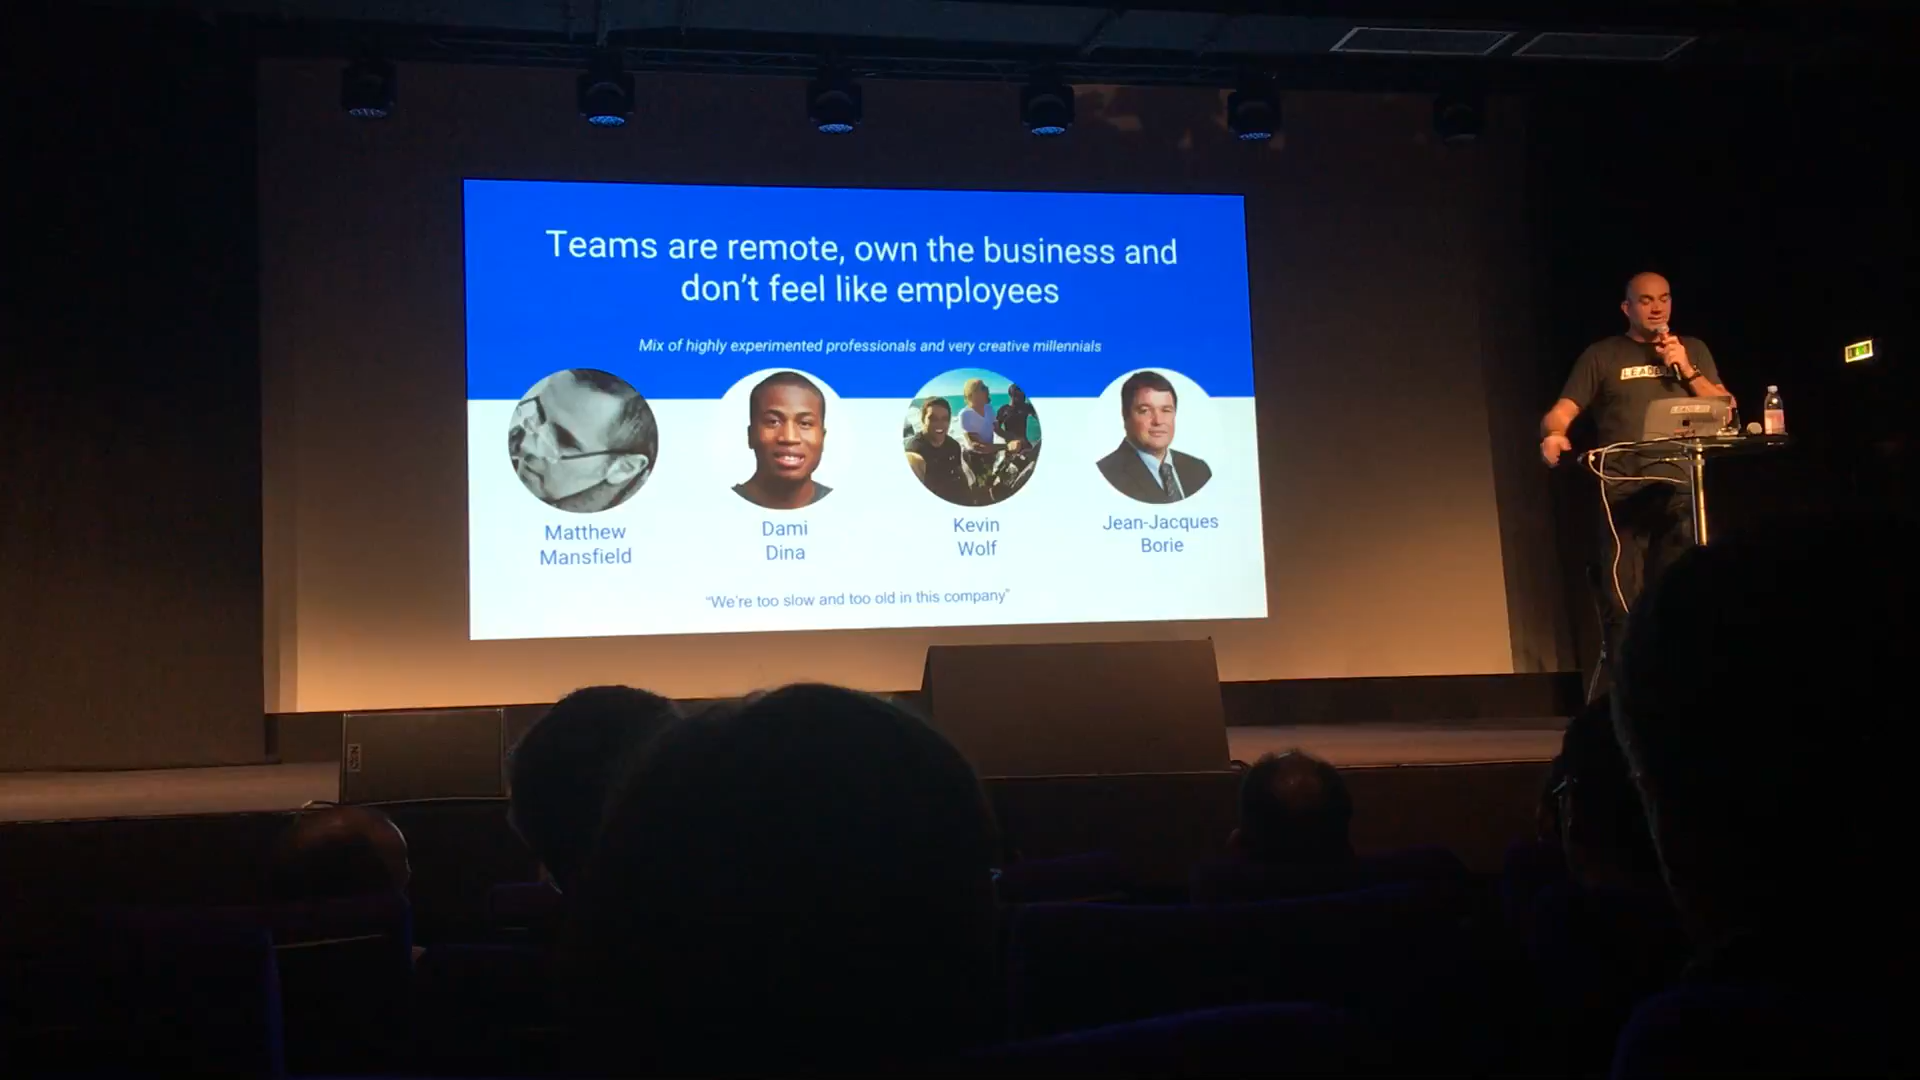 Teams are remote, own the business and
don't feel like employees
Mix of highly experimented professionals and very creative millennials
Matthew
Mansfield
Dami
Dina
Kevin
Wolf
Jean-Jacques
Borie
"We're too slow and too old in this company"